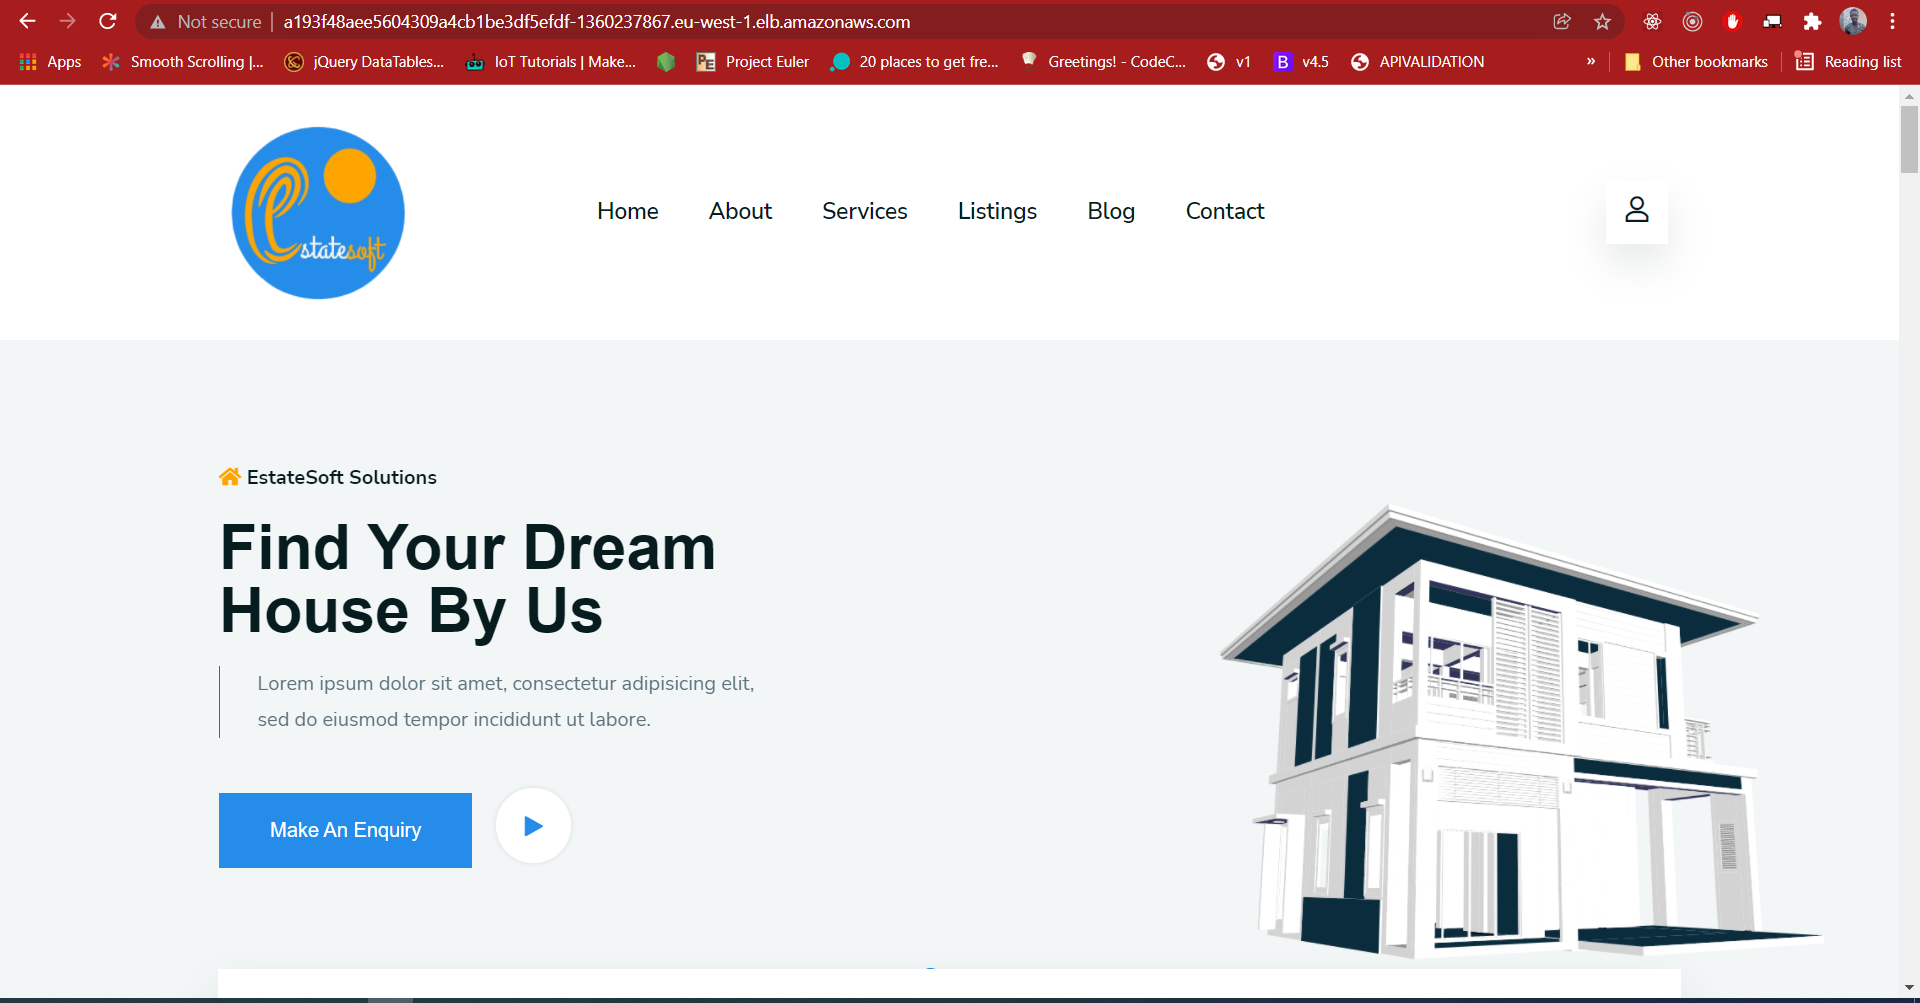 Not secure
a193f48aee5604309a4cb1be3df5efdf-1360237867.eu-west-1.elb.amazonaws.com
Apps
Smooth Scrolling |...
jQuery DataTables...
IoT Tutorials | Make...
PE
Project Euler
20 places to get fre...
Greetings! - CodeC...
v1
B
v4.5
APIVALIDATION
»
Other bookmarks
Reading list
Estatesoft
Home
About
Services
Listings
Blog
Contact
EstateSoft Solutions
Find Your Dream
House By Us
Lorem ipsum dolor sit amet, consectetur adipisicing elit,
sed do eiusmod tempor incididunt ut labore.
Make An Enquiry